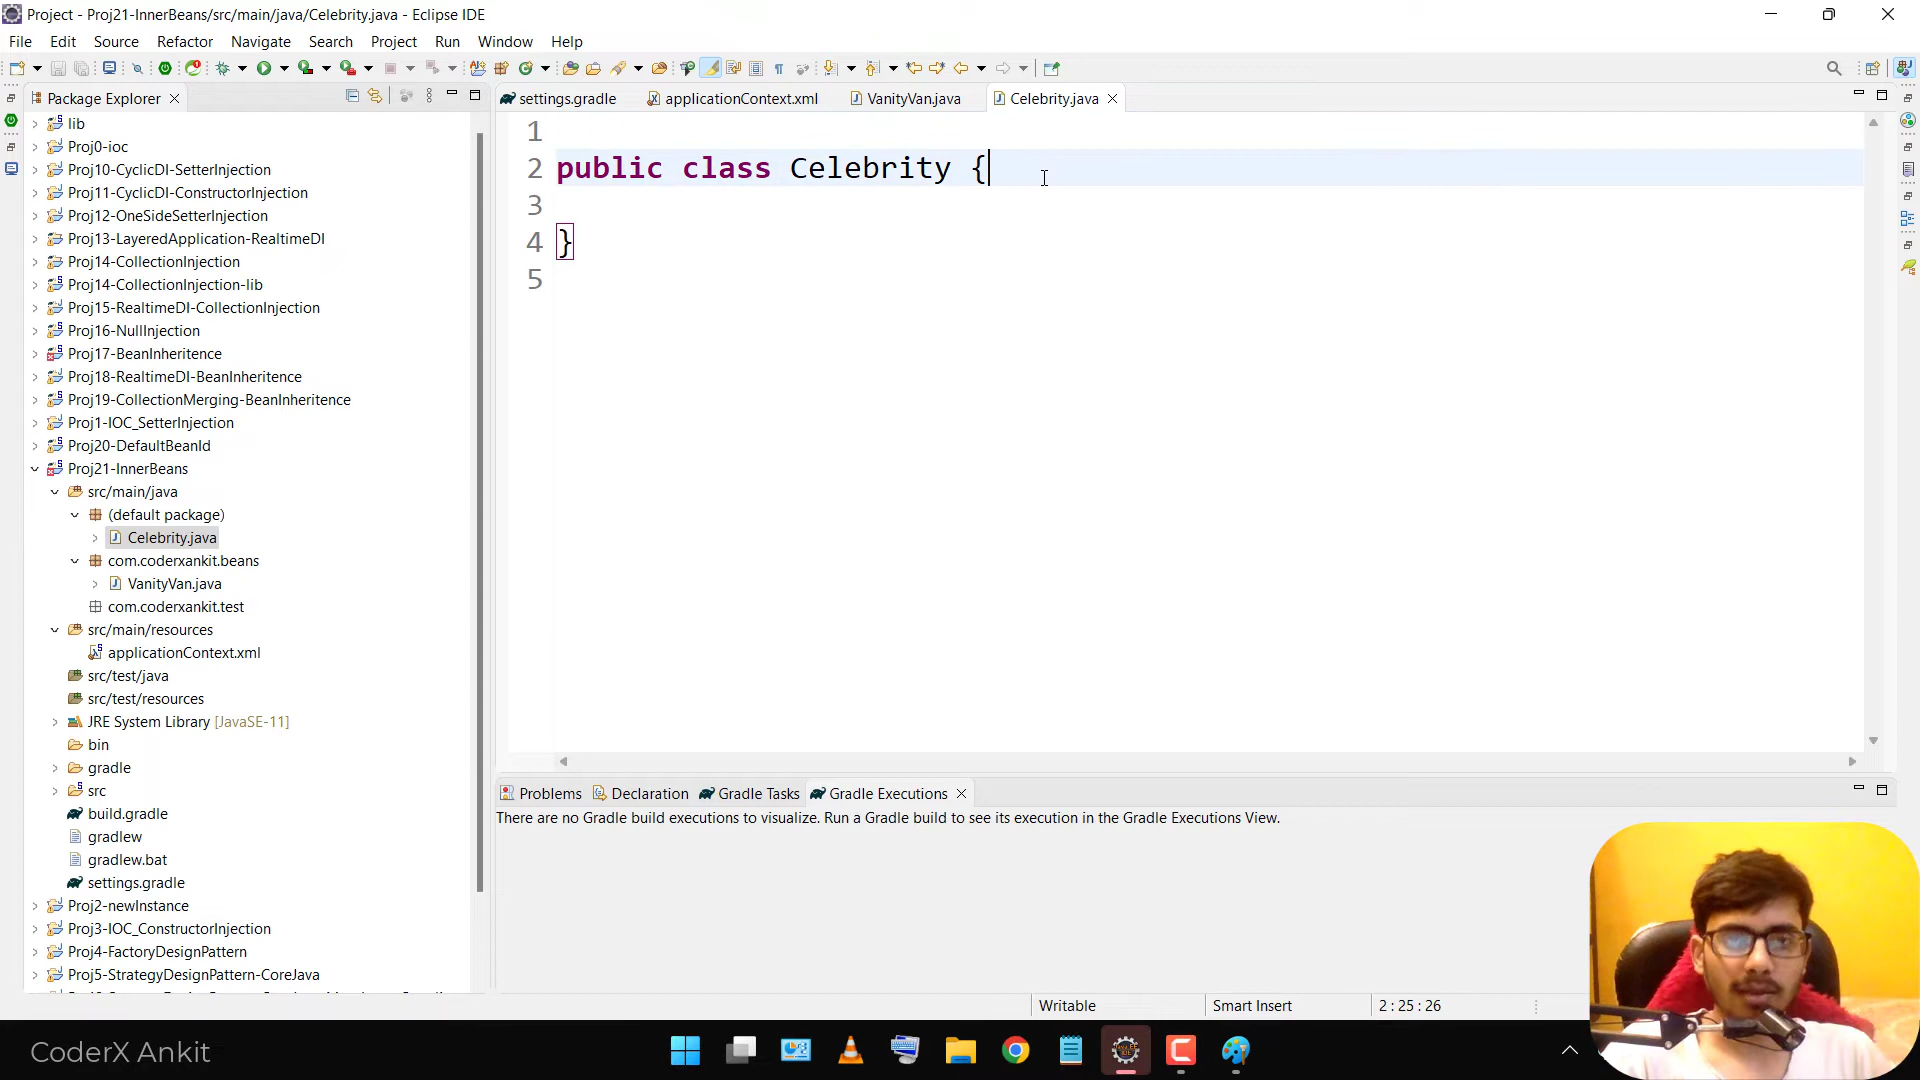 Project - Proj21-InnerBeans/src/main/java/Celebrity.java - Eclipse IDE
File Edit Source Refactor Navigate Search Project Run Window Help
Package Explorer
settings.gradle applicationContext.xml VanityVan.java Celebrity.java
lib
Proj0-ioc
Proj10-CyclicDI-SetterInjection
Proj11-CyclicDI-ConstructorInjection
Proj12-OneSideSetterInjection
Proj13-LayeredApplication-RealtimeDI
Proj14-CollectionInjection
Proj14-CollectionInjection-lib
Proj15-RealtimeDI-CollectionInjection
Proj16-NullInjection
Proj17-BeanInheritence
Proj18-RealtimeDI-BeanInheritence
Proj19-CollectionMerging-BeanInheritence
Proj1-IOC_SetterInjection
Proj20-DefaultBeanId
Proj21-InnerBeans
src/main/java
(default package)
Celebrity.java
com.coderxankit.beans
VanityVan.java
com.coderxankit.test
src/main/resources
applicationContext.xml
src/test/java
src/test/resources
JRE System Library [JavaSE-11]
bin
gradle
src
build.gradle
gradlew
gradlew.bat
settings.gradle
Proj2-newInstance
Proj3-IOC_ConstructorInjection
Proj4-FactoryDesignPattern
Proj5-StrategyDesignPattern-CoreJava
1
2 public class Celebrity {
3
4 }
5
Problems Declaration Gradle Tasks Gradle Executions
There are no Gradle build executions to visualize. Run a Gradle build to see its execution in the Gradle Executions View.
Writable Smart Insert 2 : 25 : 26
CoderX Ankit